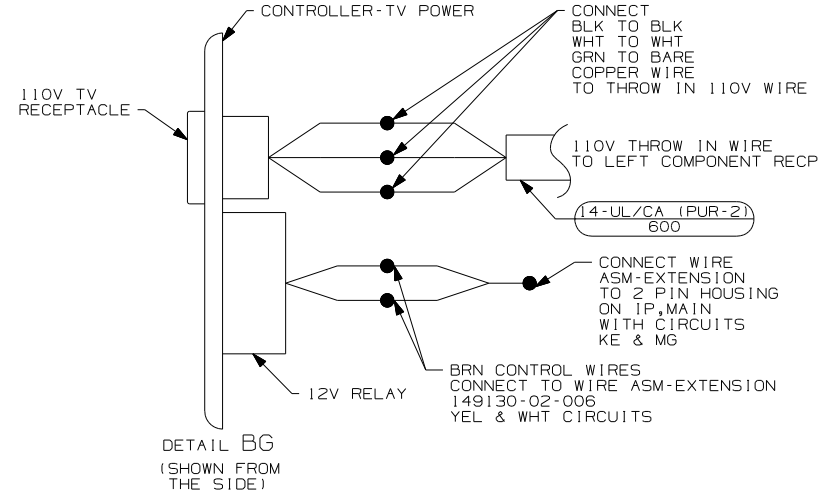 CONTROLLER-TV POWER
CONNECT
BLK TO BLK
WHT TO WHT
GRN TO BARE
COPPER WIRE
TO THROW IN 110V WIRE
110V TV
RECEPTACLE
110V THROW IN WIRE
TO LEFT COMPONENT RECP
14-UL/CA (PUR-2)
600
CONNECT WIRE
ASM-EXTENSION
TO 2 PIN HOUSING
ON IP,MAIN
WITH CIRCUITS
KE & MG
BRN CONTROL WIRES
CONNECT TO WIRE ASM-EXTENSION
149130-02-006
YEL & WHT CIRCUITS
12V RELAY
DETAIL BG
(SHOWN FROM
THE SIDE)